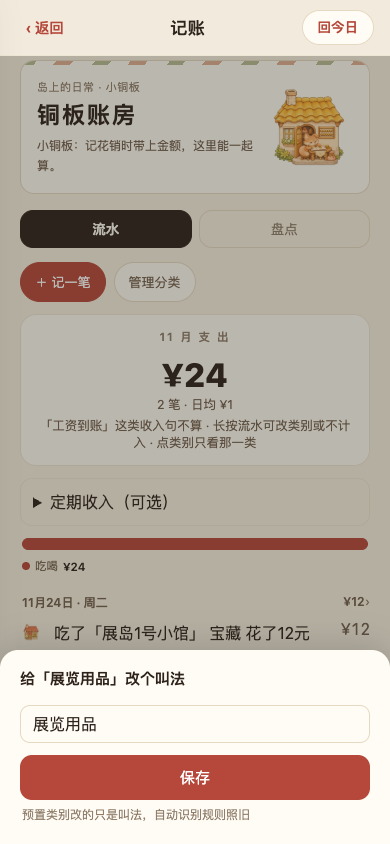 ‹ 返回
记账
回今日
岛上的日常 · 小铜板
铜板账房
小铜板：记花销时带上金额，这里能一起
算。
流水
盘点
＋ 记一笔
管理分类
11 月 支 出
¥24
2 笔 · 日均 ¥1
「工资到账」这类收入句不算 · 长按流水可改类别或不计
入 · 点类别只看那一类
▶ 定期收入（可选）
吃喝 ¥24
11月24日 · 周二
¥12›
吃了「展岛1号小馆」 宝藏 花了12元
¥12
给「展览用品」改个叫法
展览用品
保存
预置类别改的只是叫法，自动识别规则照旧